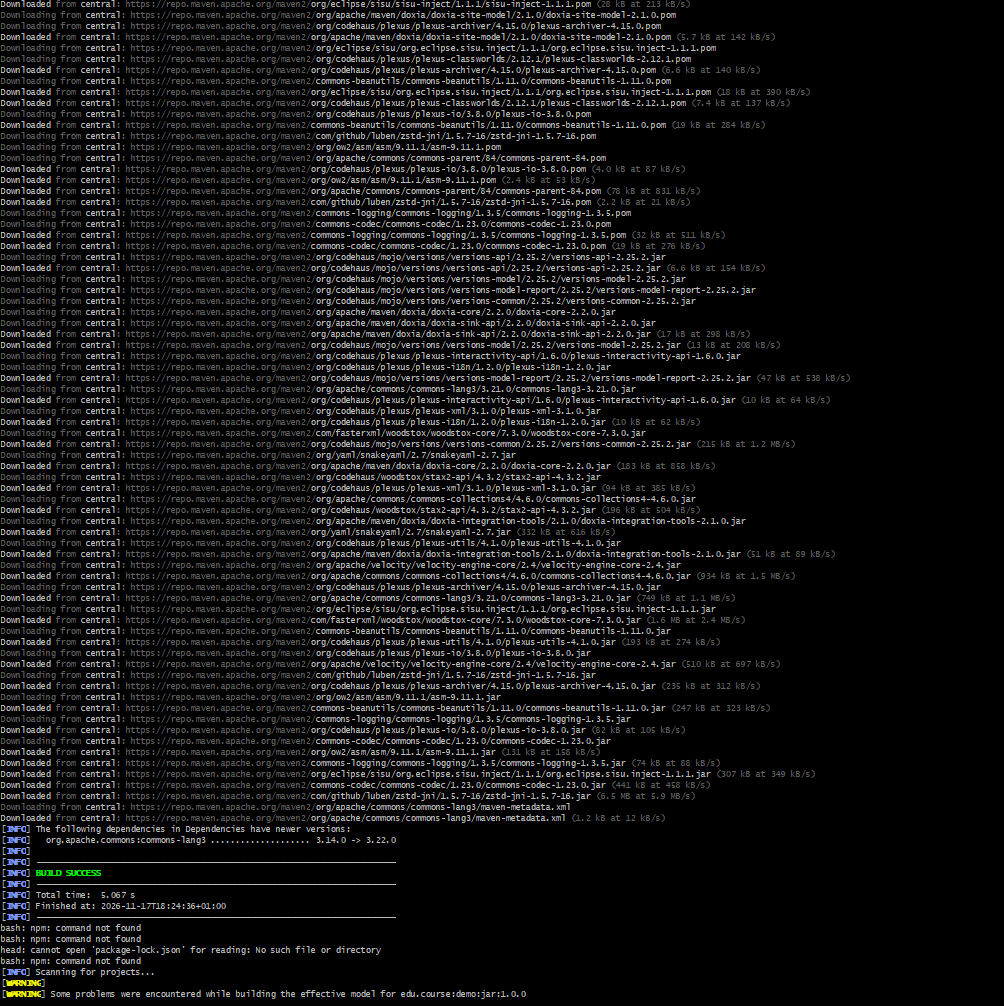 Downloaded from central: https://repo.maven.apache.org/maven2/org/eclipse/sisu/sisu-inject/1.1.1/sisu-inject-1.1.1.pom (28 kB at 213 kB/s)
Downloading from central: https://repo.maven.apache.org/maven2/org/apache/maven/doxia/doxia-site-model/2.1.0/doxia-site-model-2.1.0.pom
Downloading from central: https://repo.maven.apache.org/maven2/org/codehaus/plexus/plexus-archiver/4.15.0/plexus-archiver-4.15.0.pom
Downloaded from central: https://repo.maven.apache.org/maven2/org/apache/maven/doxia/doxia-site-model/2.1.0/doxia-site-model-2.1.0.pom (5.7 kB at 142 kB/s)
Downloading from central: https://repo.maven.apache.org/maven2/org/eclipse/sisu/org.eclipse.sisu.inject/1.1.1/org.eclipse.sisu.inject-1.1.1.pom
Downloading from central: https://repo.maven.apache.org/maven2/org/codehaus/plexus/plexus-classworlds/2.12.1/plexus-classworlds-2.12.1.pom
Downloaded from central: https://repo.maven.apache.org/maven2/org/codehaus/plexus/plexus-archiver/4.15.0/plexus-archiver-4.15.0.pom (6.6 kB at 140 kB/s)
Downloading from central: https://repo.maven.apache.org/maven2/commons-beanutils/commons-beanutils/1.11.0/commons-beanutils-1.11.0.pom
Downloaded from central: https://repo.maven.apache.org/maven2/org/eclipse/sisu/org.eclipse.sisu.inject/1.1.1/org.eclipse.sisu.inject-1.1.1.pom (18 kB at 390 kB/s)
Downloaded from central: https://repo.maven.apache.org/maven2/org/codehaus/plexus/plexus-classworlds/2.12.1/plexus-classworlds-2.12.1.pom (7.4 kB at 137 kB/s)
Downloading from central: https://repo.maven.apache.org/maven2/org/codehaus/plexus/plexus-io/3.8.0/plexus-io-3.8.0.pom
Downloaded from central: https://repo.maven.apache.org/maven2/commons-beanutils/commons-beanutils/1.11.0/commons-beanutils-1.11.0.pom (19 kB at 284 kB/s)
Downloading from central: https://repo.maven.apache.org/maven2/com/github/luben/zstd-jni/1.5.7-16/zstd-jni-1.5.7-16.pom
Downloading from central: https://repo.maven.apache.org/maven2/org/ow2/asm/asm/9.11.1/asm-9.11.1.pom
Downloading from central: https://repo.maven.apache.org/maven2/org/apache/commons/commons-parent/84/commons-parent-84.pom
Downloaded from central: https://repo.maven.apache.org/maven2/org/codehaus/plexus/plexus-io/3.8.0/plexus-io-3.8.0.pom (4.0 kB at 87 kB/s)
Downloaded from central: https://repo.maven.apache.org/maven2/org/ow2/asm/asm/9.11.1/asm-9.11.1.pom (2.4 kB at 53 kB/s)
Downloaded from central: https://repo.maven.apache.org/maven2/org/apache/commons/commons-parent/84/commons-parent-84.pom (78 kB at 831 kB/s)
Downloaded from central: https://repo.maven.apache.org/maven2/com/github/luben/zstd-jni/1.5.7-16/zstd-jni-1.5.7-16.pom (2.2 kB at 21 kB/s)
Downloading from central: https://repo.maven.apache.org/maven2/commons-logging/commons-logging/1.3.5/commons-logging-1.3.5.pom
Downloading from central: https://repo.maven.apache.org/maven2/commons-codec/commons-codec/1.23.0/commons-codec-1.23.0.pom
Downloaded from central: https://repo.maven.apache.org/maven2/commons-logging/commons-logging/1.3.5/commons-logging-1.3.5.pom (32 kB at 511 kB/s)
Downloaded from central: https://repo.maven.apache.org/maven2/commons-codec/commons-codec/1.23.0/commons-codec-1.23.0.pom (19 kB at 276 kB/s)
Downloading from central: https://repo.maven.apache.org/maven2/org/codehaus/mojo/versions/versions-api/2.25.2/versions-api-2.25.2.jar
Downloaded from central: https://repo.maven.apache.org/maven2/org/codehaus/mojo/versions/versions-api/2.25.2/versions-api-2.25.2.jar (6.6 kB at 154 kB/s)
Downloading from central: https://repo.maven.apache.org/maven2/org/codehaus/mojo/versions/versions-model/2.25.2/versions-model-2.25.2.jar
Downloading from central: https://repo.maven.apache.org/maven2/org/codehaus/mojo/versions/versions-model-report/2.25.2/versions-model-report-2.25.2.jar
Downloading from central: https://repo.maven.apache.org/maven2/org/codehaus/mojo/versions/versions-common/2.25.2/versions-common-2.25.2.jar
Downloading from central: https://repo.maven.apache.org/maven2/org/apache/maven/doxia/doxia-core/2.2.0/doxia-core-2.2.0.jar
Downloading from central: https://repo.maven.apache.org/maven2/org/apache/maven/doxia/doxia-sink-api/2.2.0/doxia-sink-api-2.2.0.jar
Downloaded from central: https://repo.maven.apache.org/maven2/org/apache/maven/doxia/doxia-sink-api/2.2.0/doxia-sink-api-2.2.0.jar (17 kB at 298 kB/s)
Downloaded from central: https://repo.maven.apache.org/maven2/org/codehaus/mojo/versions/versions-model/2.25.2/versions-model-2.25.2.jar (13 kB at 208 kB/s)
Downloading from central: https://repo.maven.apache.org/maven2/org/codehaus/plexus/plexus-interactivity-api/1.6.0/plexus-interactivity-api-1.6.0.jar
Downloading from central: https://repo.maven.apache.org/maven2/org/codehaus/plexus/plexus-i18n/1.2.0/plexus-i18n-1.2.0.jar
Downloaded from central: https://repo.maven.apache.org/maven2/org/codehaus/mojo/versions/versions-model-report/2.25.2/versions-model-report-2.25.2.jar (47 kB at 538 kB/s)
Downloading from central: https://repo.maven.apache.org/maven2/org/apache/commons/commons-lang3/3.21.0/commons-lang3-3.21.0.jar
Downloaded from central: https://repo.maven.apache.org/maven2/org/codehaus/plexus/plexus-interactivity-api/1.6.0/plexus-interactivity-api-1.6.0.jar (10 kB at 64 kB/s)
Downloading from central: https://repo.maven.apache.org/maven2/org/codehaus/plexus/plexus-xml/3.1.0/plexus-xml-3.1.0.jar
Downloaded from central: https://repo.maven.apache.org/maven2/org/codehaus/plexus/plexus-i18n/1.2.0/plexus-i18n-1.2.0.jar (10 kB at 62 kB/s)
Downloading from central: https://repo.maven.apache.org/maven2/com/fasterxml/woodstox/woodstox-core/7.3.0/woodstox-core-7.3.0.jar
Downloaded from central: https://repo.maven.apache.org/maven2/org/codehaus/mojo/versions/versions-common/2.25.2/versions-common-2.25.2.jar (215 kB at 1.2 MB/s)
Downloading from central: https://repo.maven.apache.org/maven2/org/yaml/snakeyaml/2.7/snakeyaml-2.7.jar
Downloaded from central: https://repo.maven.apache.org/maven2/org/apache/maven/doxia/doxia-core/2.2.0/doxia-core-2.2.0.jar (183 kB at 858 kB/s)
Downloading from central: https://repo.maven.apache.org/maven2/org/codehaus/woodstox/stax2-api/4.3.2/stax2-api-4.3.2.jar
Downloaded from central: https://repo.maven.apache.org/maven2/org/codehaus/plexus/plexus-xml/3.1.0/plexus-xml-3.1.0.jar (94 kB at 385 kB/s)
Downloading from central: https://repo.maven.apache.org/maven2/org/apache/commons/commons-collections4/4.6.0/commons-collections4-4.6.0.jar
Downloaded from central: https://repo.maven.apache.org/maven2/org/codehaus/woodstox/stax2-api/4.3.2/stax2-api-4.3.2.jar (196 kB at 504 kB/s)
Downloading from central: https://repo.maven.apache.org/maven2/org/apache/maven/doxia/doxia-integration-tools/2.1.0/doxia-integration-tools-2.1.0.jar
Downloaded from central: https://repo.maven.apache.org/maven2/org/yaml/snakeyaml/2.7/snakeyaml-2.7.jar (332 kB at 616 kB/s)
Downloading from central: https://repo.maven.apache.org/maven2/org/codehaus/plexus/plexus-utils/4.1.0/plexus-utils-4.1.0.jar
Downloaded from central: https://repo.maven.apache.org/maven2/org/apache/maven/doxia/doxia-integration-tools/2.1.0/doxia-integration-tools-2.1.0.jar (51 kB at 89 kB/s)
Downloading from central: https://repo.maven.apache.org/maven2/org/apache/velocity/velocity-engine-core/2.4/velocity-engine-core-2.4.jar
Downloaded from central: https://repo.maven.apache.org/maven2/org/apache/commons/commons-collections4/4.6.0/commons-collections4-4.6.0.jar (934 kB at 1.5 MB/s)
Downloading from central: https://repo.maven.apache.org/maven2/org/codehaus/plexus/plexus-archiver/4.15.0/plexus-archiver-4.15.0.jar
Downloaded from central: https://repo.maven.apache.org/maven2/org/apache/commons/commons-lang3/3.21.0/commons-lang3-3.21.0.jar (749 kB at 1.1 MB/s)
Downloading from central: https://repo.maven.apache.org/maven2/org/eclipse/sisu/org.eclipse.sisu.inject/1.1.1/org.eclipse.sisu.inject-1.1.1.jar
Downloaded from central: https://repo.maven.apache.org/maven2/com/fasterxml/woodstox/woodstox-core/7.3.0/woodstox-core-7.3.0.jar (1.6 MB at 2.4 MB/s)
Downloading from central: https://repo.maven.apache.org/maven2/commons-beanutils/commons-beanutils/1.11.0/commons-beanutils-1.11.0.jar
Downloaded from central: https://repo.maven.apache.org/maven2/org/codehaus/plexus/plexus-utils/4.1.0/plexus-utils-4.1.0.jar (193 kB at 274 kB/s)
Downloading from central: https://repo.maven.apache.org/maven2/org/codehaus/plexus/plexus-io/3.8.0/plexus-io-3.8.0.jar
Downloaded from central: https://repo.maven.apache.org/maven2/org/apache/velocity/velocity-engine-core/2.4/velocity-engine-core-2.4.jar (510 kB at 697 kB/s)
Downloading from central: https://repo.maven.apache.org/maven2/com/github/luben/zstd-jni/1.5.7-16/zstd-jni-1.5.7-16.jar
Downloaded from central: https://repo.maven.apache.org/maven2/org/codehaus/plexus/plexus-archiver/4.15.0/plexus-archiver-4.15.0.jar (235 kB at 312 kB/s)
Downloading from central: https://repo.maven.apache.org/maven2/org/ow2/asm/asm/9.11.1/asm-9.11.1.jar
Downloaded from central: https://repo.maven.apache.org/maven2/commons-beanutils/commons-beanutils/1.11.0/commons-beanutils-1.11.0.jar (247 kB at 323 kB/s)
Downloading from central: https://repo.maven.apache.org/maven2/commons-logging/commons-logging/1.3.5/commons-logging-1.3.5.jar
Downloaded from central: https://repo.maven.apache.org/maven2/org/codehaus/plexus/plexus-io/3.8.0/plexus-io-3.8.0.jar (82 kB at 105 kB/s)
Downloading from central: https://repo.maven.apache.org/maven2/commons-codec/commons-codec/1.23.0/commons-codec-1.23.0.jar
Downloaded from central: https://repo.maven.apache.org/maven2/org/ow2/asm/asm/9.11.1/asm-9.11.1.jar (131 kB at 158 kB/s)
Downloaded from central: https://repo.maven.apache.org/maven2/commons-logging/commons-logging/1.3.5/commons-logging-1.3.5.jar (74 kB at 88 kB/s)
Downloaded from central: https://repo.maven.apache.org/maven2/org/eclipse/sisu/org.eclipse.sisu.inject/1.1.1/org.eclipse.sisu.inject-1.1.1.jar (307 kB at 349 kB/s)
Downloaded from central: https://repo.maven.apache.org/maven2/commons-codec/commons-codec/1.23.0/commons-codec-1.23.0.jar (441 kB at 458 kB/s)
Downloaded from central: https://repo.maven.apache.org/maven2/com/github/luben/zstd-jni/1.5.7-16/zstd-jni-1.5.7-16.jar (6.5 MB at 5.9 MB/s)
Downloading from central: https://repo.maven.apache.org/maven2/org/apache/commons/commons-lang3/maven-metadata.xml
Downloaded from central: https://repo.maven.apache.org/maven2/org/apache/commons/commons-lang3/maven-metadata.xml (1.2 kB at 12 kB/s)
[INFO] The following dependencies in Dependencies have newer versions:
[INFO]   org.apache.commons:commons-lang3 .................... 3.14.0 -> 3.22.0
[INFO]
[INFO] ------------------------------------------------------------------------
[INFO] BUILD SUCCESS
[INFO] ------------------------------------------------------------------------
[INFO] Total time:  5.067 s
[INFO] Finished at: 2026-11-17T18:24:36+01:00
[INFO] ------------------------------------------------------------------------
bash: npm: command not found
bash: npm: command not found
head: cannot open 'package-lock.json' for reading: No such file or directory
bash: npm: command not found
[INFO] Scanning for projects...
[WARNING]
[WARNING] Some problems were encountered while building the effective model for edu.course:demo:jar:1.0.0